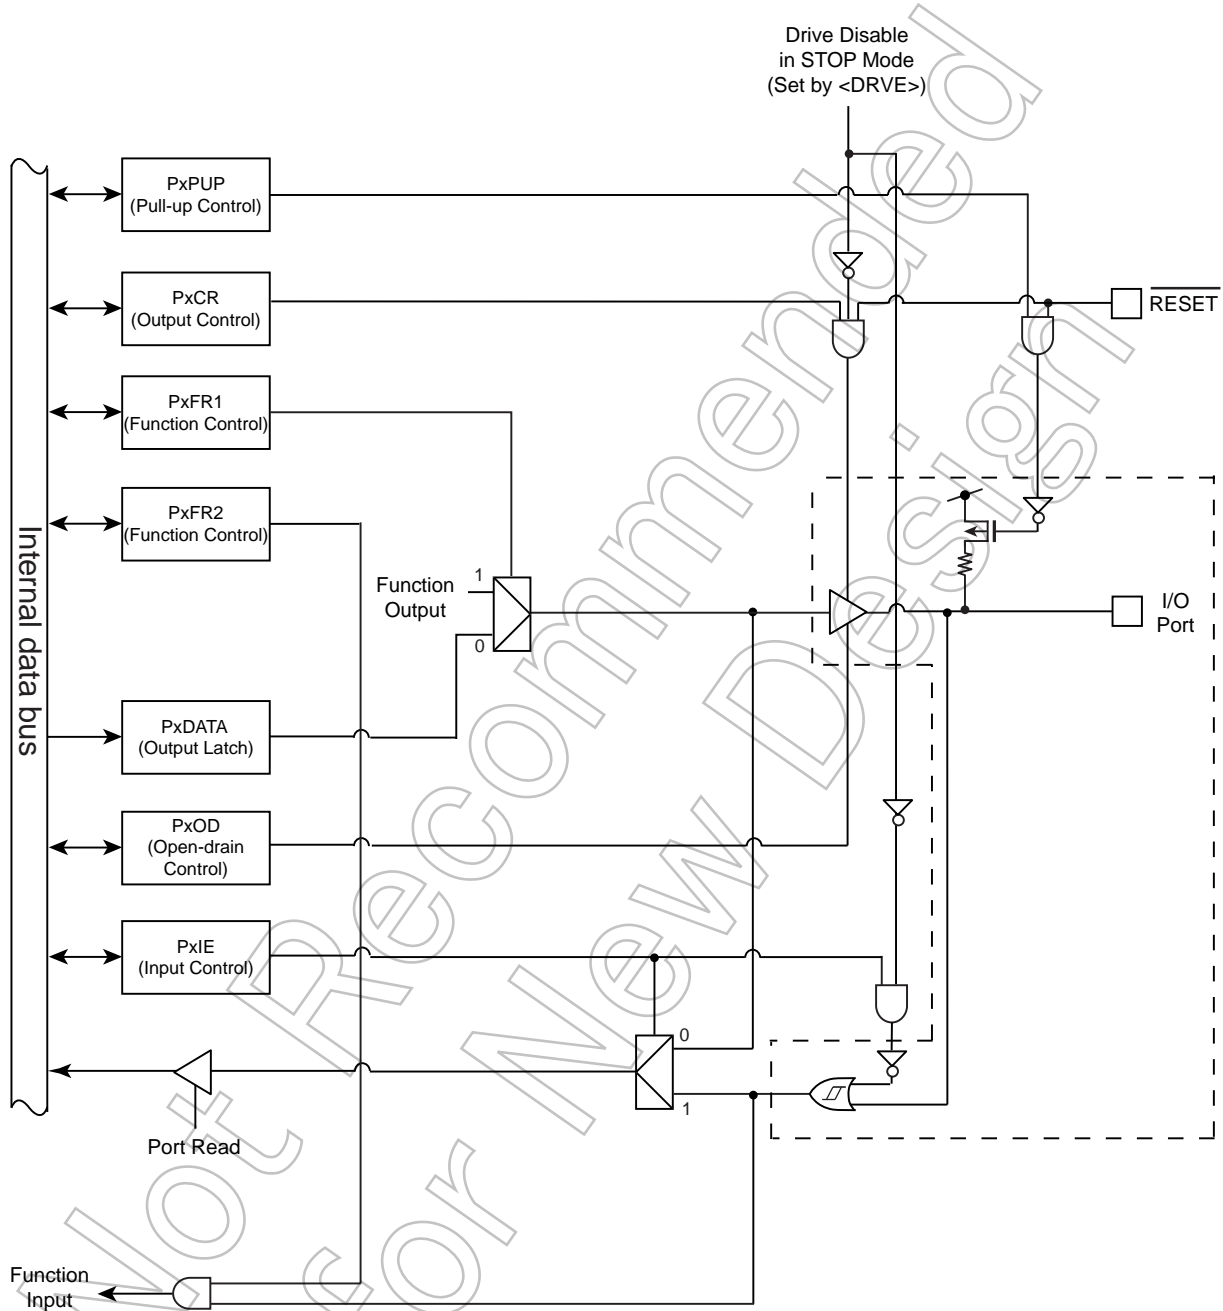 Drive Disable
in STOP Mode
(Set by <DRVE>)
PxPUP
(Pull-up Control)
PxCR
(Output Control)
RESET
PxFR1
(Function Control)
PxFR2
(Function Control)
Internal data bus
Function
Output
1
0
I/O
Port
PxDATA
(Output Latch)
PxOD
(Open-drain
Control)
PxIE
(Input Control)
0
1
Port Read
Function
Input
Not Recommended
for New Design